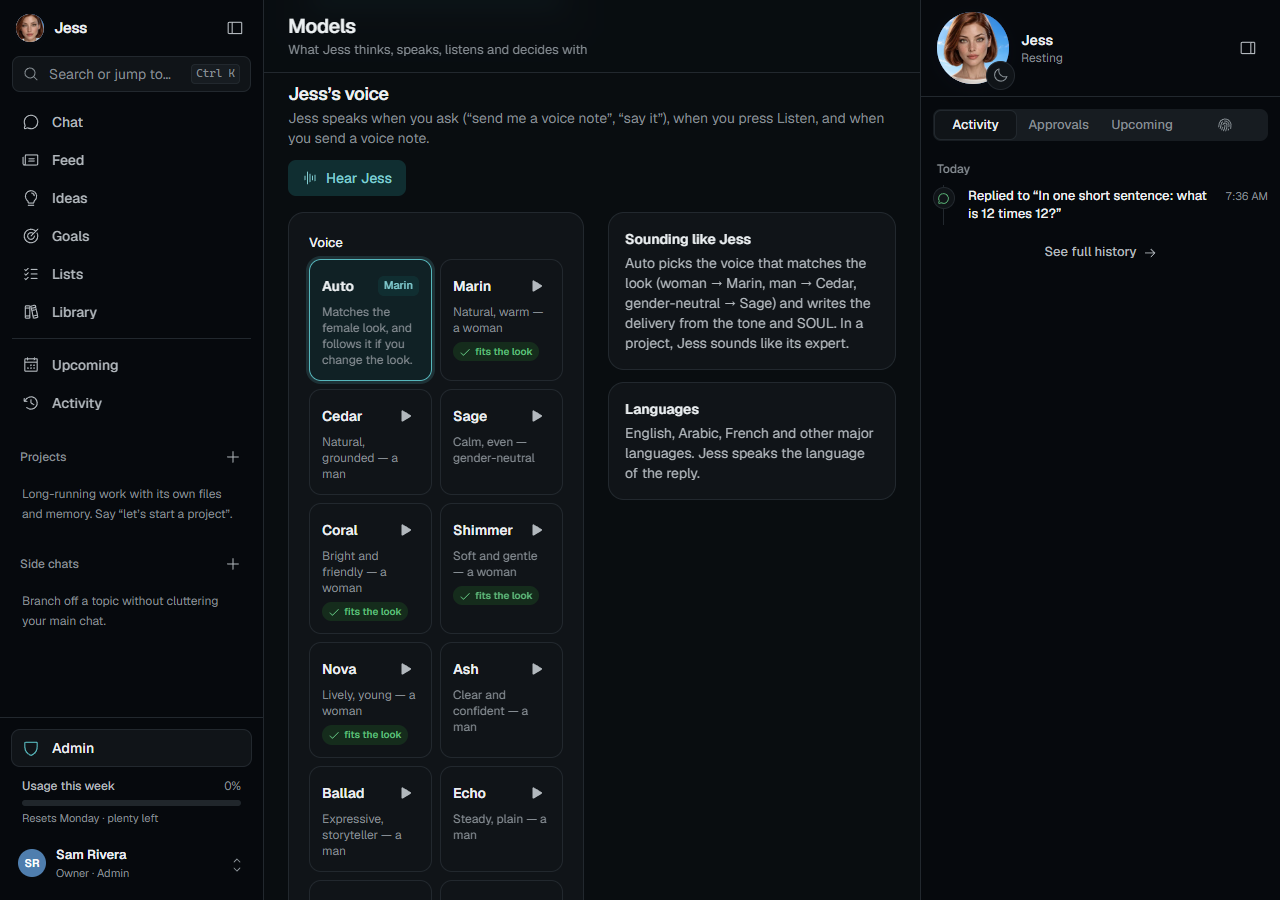 Jess
Search or jump to...
Ctrl K
Chat
Feed
Ideas
Goals
Lists
Library
Upcoming
Activity
Projects
Long-running work with its own files
and memory. Say “let’s start a project”.
Side chats
Branch off a topic without cluttering
your main chat.
Admin
Usage this week
0%
Resets Monday · plenty left
SR
Sam Rivera
Owner · Admin
Models
What Jess thinks, speaks, listens and decides with
Jess’s voice
Jess speaks when you ask (“send me a voice note”, “say it”), when you press Listen, and when
you send a voice note.
Hear Jess
Voice
Auto
Marin
Matches the
female look, and
follows it if you
change the look.
Marin
Natural, warm —
a woman
fits the look
Cedar
Natural,
grounded — a
man
Sage
Calm, even —
gender-neutral
Coral
Bright and
friendly — a
woman
fits the look
Shimmer
Soft and gentle
— a woman
fits the look
Nova
Lively, young — a
woman
fits the look
Ash
Clear and
confident — a
man
Ballad
Expressive,
storyteller — a
man
Echo
Steady, plain — a
man
Sounding like Jess
Auto picks the voice that matches the
look (woman → Marin, man → Cedar,
gender-neutral → Sage) and writes the
delivery from the tone and SOUL. In a
project, Jess sounds like its expert.
Languages
English, Arabic, French and other major
languages. Jess speaks the language
of the reply.
Jess
Resting
Activity
Approvals
Upcoming
Today
Replied to “In one short sentence: what
is 12 times 12?”
7:36 AM
See full history →